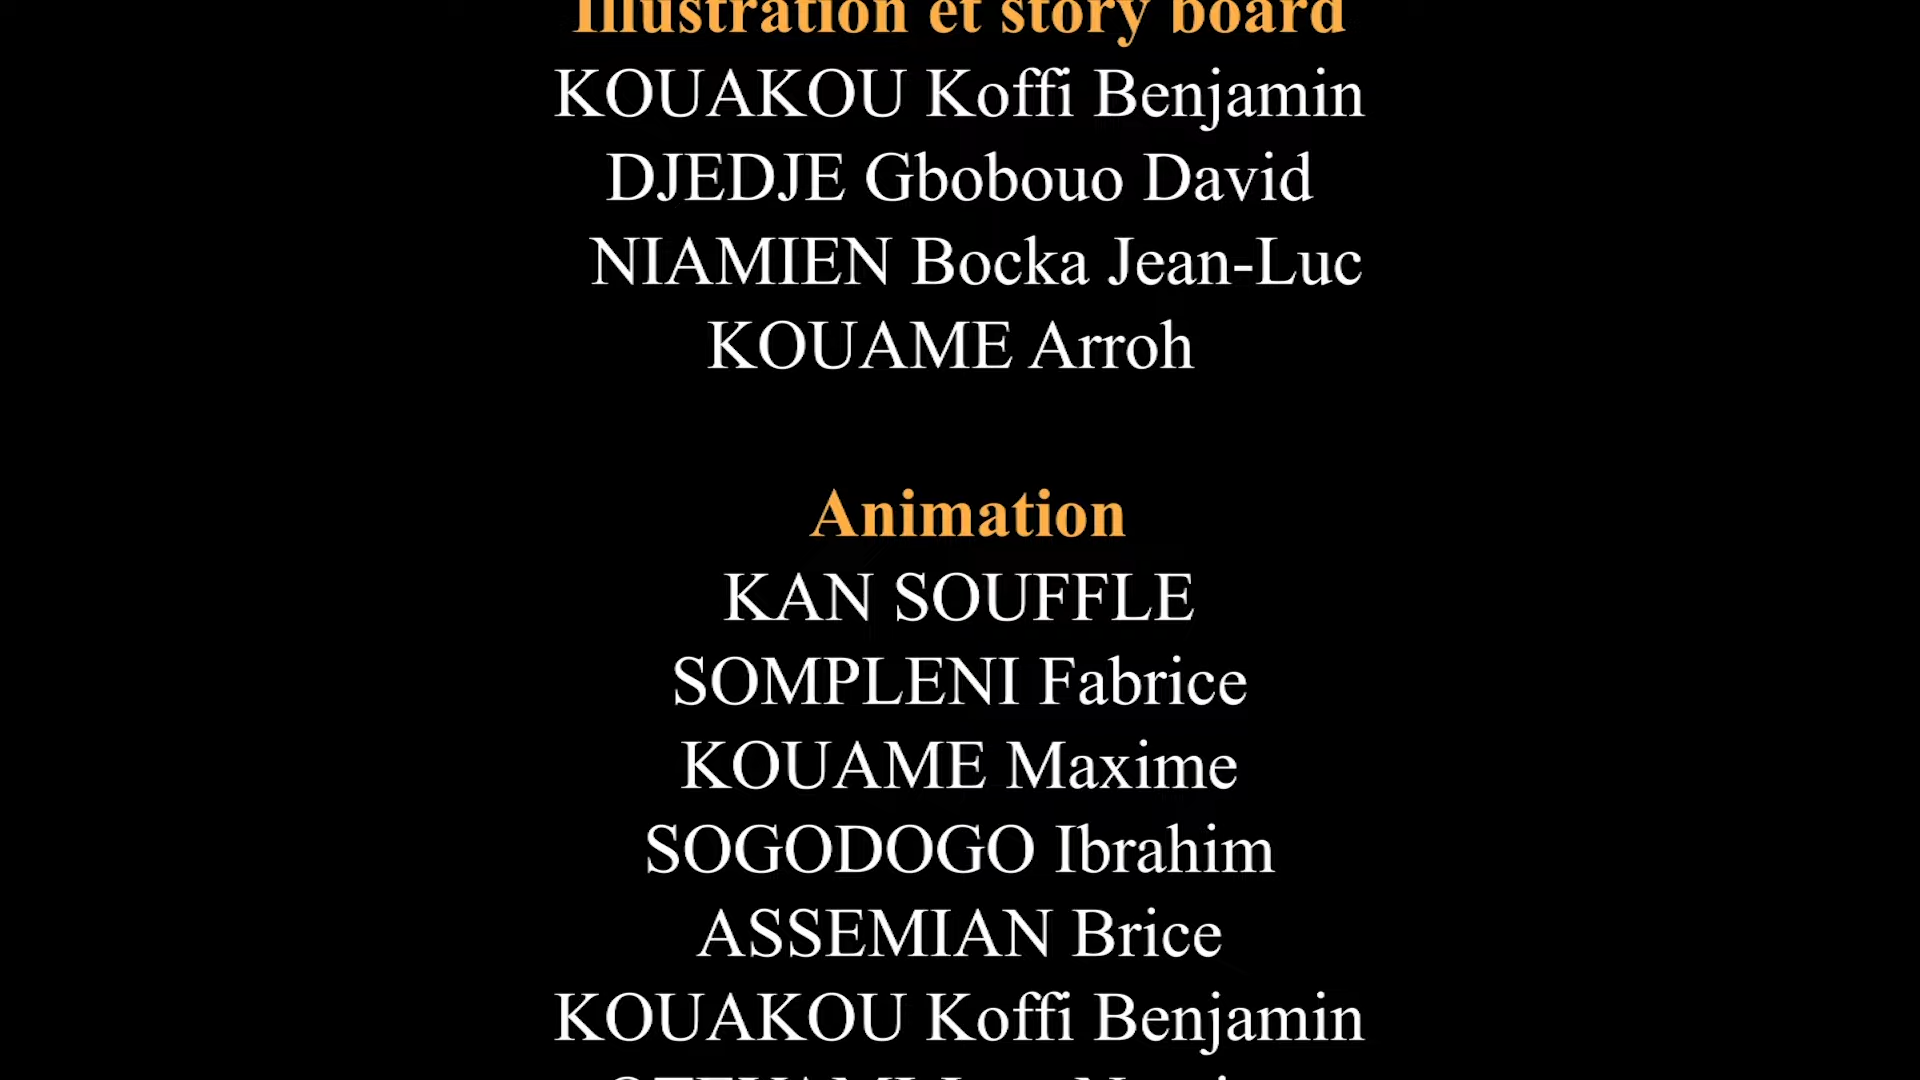 Illustration et story board
KOUAKOU Koffi Benjamin
DJEDJE Gbobouo David
NIAMIEN Bocka Jean-Luc
KOUAME Arroh
Animation
KAN SOUFFLE
SOMPLENI Fabrice
KOUAME Maxime
SOGODOGO Ibrahim
ASSEMIAN Brice
KOUAKOU Koffi Benjamin